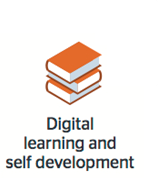 Digital
learning and
self development